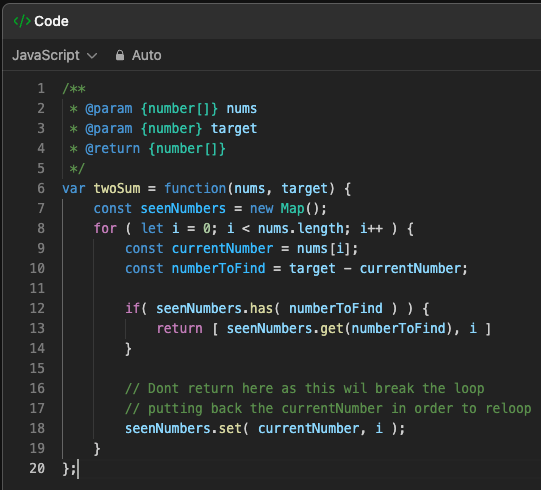 </> Code
JavaScript Auto
1 /**
2  * @param {number[]} nums
3  * @param {number} target
4  * @return {number[]}
5  */
6 var twoSum = function(nums, target) {
7     const seenNumbers = new Map();
8     for ( let i = 0; i < nums.length; i++ ) {
9         const currentNumber = nums[i];
10         const numberToFind = target - currentNumber;
11
12         if( seenNumbers.has( numberToFind ) ) {
13             return [ seenNumbers.get(numberToFind), i ]
14         }
15
16         // Dont return here as this wil break the loop
17         // putting back the currentNumber in order to reloop
18         seenNumbers.set( currentNumber, i );
19     }
20 };